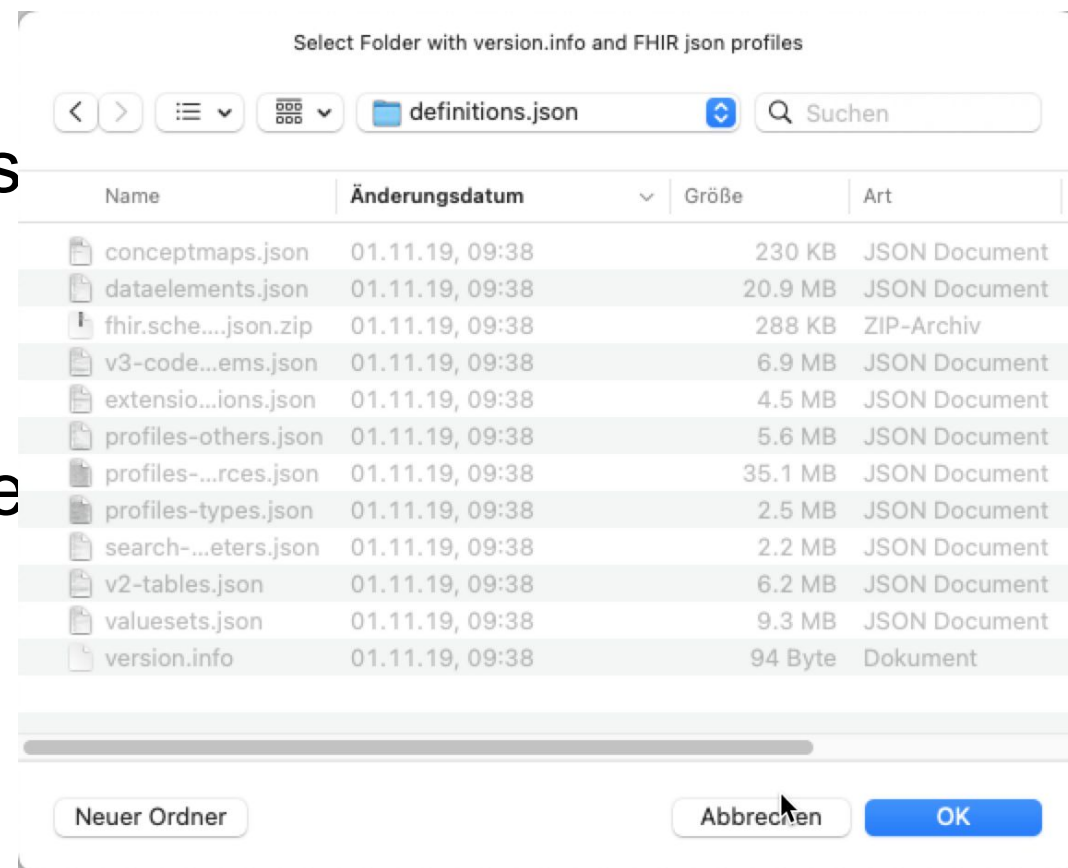 Select Folder with version.info and FHIR json profiles
definitions.json Suchen
s
Name Änderungsdatum Größe Art
conceptmaps.json 01.11.19, 09:38 230 KB JSON Document
dataelements.json 01.11.19, 09:38 20.9 MB JSON Document
fhir.sche....json.zip 01.11.19, 09:38 288 KB ZIP-Archiv
v3-code...ems.json 01.11.19, 09:38 6.9 MB JSON Document
extensio...ions.json 01.11.19, 09:38 4.5 MB JSON Document
profiles-others.json 01.11.19, 09:38 5.6 MB JSON Document
profiles-...rces.json 01.11.19, 09:38 35.1 MB JSON Document
e
profiles-types.json 01.11.19, 09:38 2.5 MB JSON Document
search-...eters.json 01.11.19, 09:38 2.2 MB JSON Document
v2-tables.json 01.11.19, 09:38 6.2 MB JSON Document
valuesets.json 01.11.19, 09:38 9.3 MB JSON Document
version.info 01.11.19, 09:38 94 Byte Dokument
Neuer Ordner Abbrechen OK